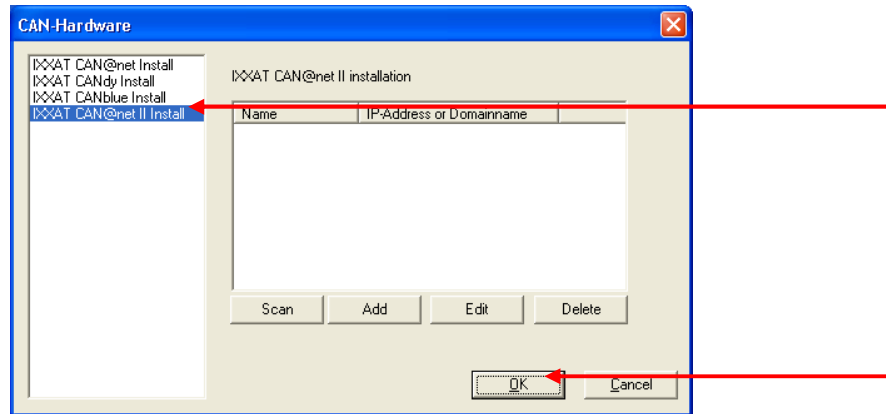 CAN-Hardware
IXXAT CAN@net Install
IXXAT CANdy Install
IXXAT CANblue Install
IXXAT CAN@net II Install
IXXAT CAN@net II installation
Name IP-Address or Domainname
Scan Add Edit Delete
OK Cancel